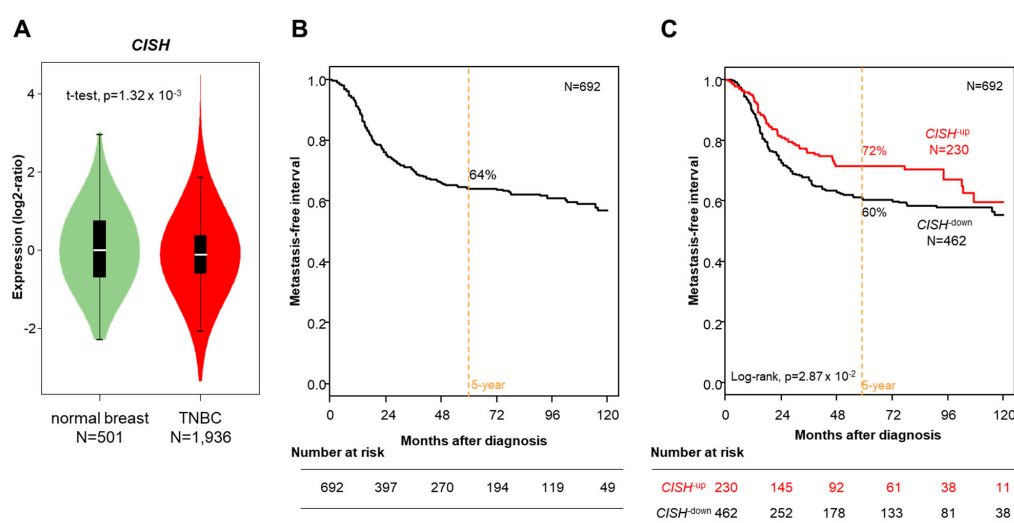 A
CISH
t-test, p=1.32 x 10-3
Expression (log2-ratio)
4
2
0
-2
normal breast
N=501
TNBC
N=1,936
B
N=692
Metastasis-free interval
1.0
0.8
0.6
0.4
0.2
0.0
64%
5-year
0 24 48 72 96 120
Months after diagnosis
Number at risk
692 397 270 194 119 49
C
N=692
Metastasis-free interval
1.0
0.8
0.6
0.4
0.2
0.0
CISH-up
N=230
72%
60%
CISH-down
N=462
Log-rank, p=2.87 x 10-2
5-year
0 24 48 72 96 120
Months after diagnosis
Number at risk
CISH-up 230 145 92 61 38 11
CISH-down 462 252 178 133 81 38